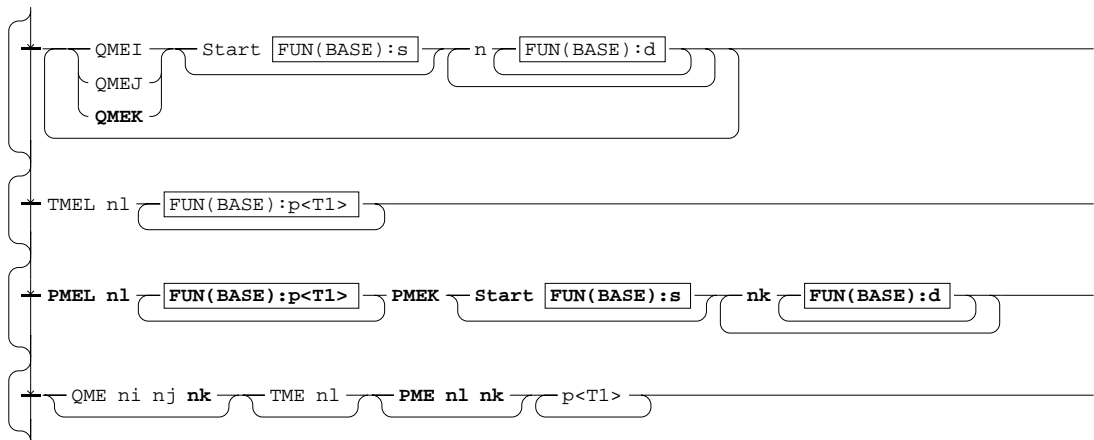 QMEI Start FUN(BASE):s n FUN(BASE):d
QMEJ
QMEK
TMEL nl FUN(BASE):p<T1>
PMEL nl FUN(BASE):p<T1> PMEK Start FUN(BASE):s nk FUN(BASE):d
QME ni nj nk TME nl PME nl nk p<T1>